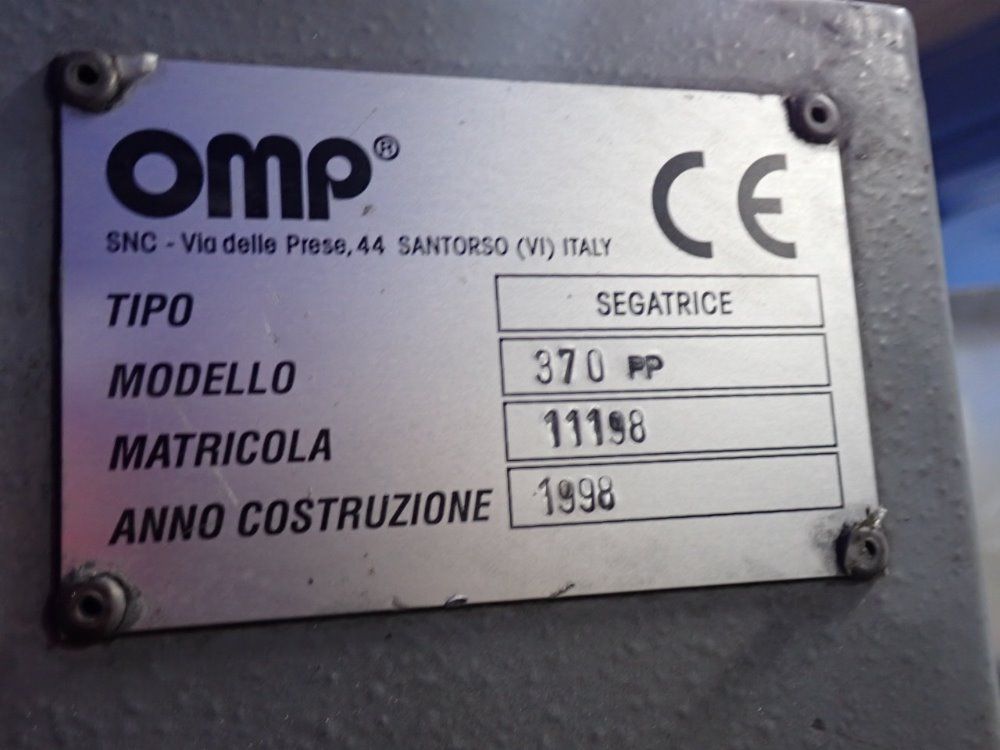 OMP®
CE
SNC - Via delle Prese, 44 SANTORSO (VI) ITALY
TIPO SEGATRICE
MODELLO 370 PP
MATRICOLA 11198
ANNO COSTRUZIONE 1998